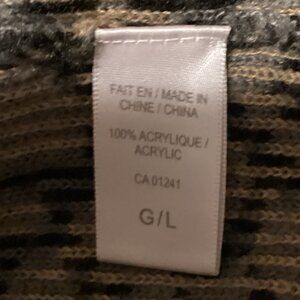 FAIT EN / MADE IN
CHINE / CHINA
100% ACRYLIQUE /
ACRYLIC
CA 01241
G/L